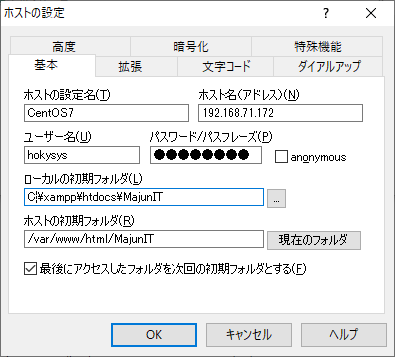 ホストの設定
高度 暗号化 特殊機能
基本 拡張 文字コード ダイアルアップ
ホストの設定名(T) ホスト名(アドレス)(N)
CentOS7 192.168.71.172
ユーザー名(U) パスワード/パスフレーズ(P)
hokysys ●●●●●●●● anonymous
ローカルの初期フォルダ(L)
C:¥xampp¥htdocs¥MajunIT ...
ホストの初期フォルダ(R)
/var/www/html/MajunIT 現在のフォルダ
最後にアクセスしたフォルダを次回の初期フォルダとする(F)
OK キャンセル ヘルプ